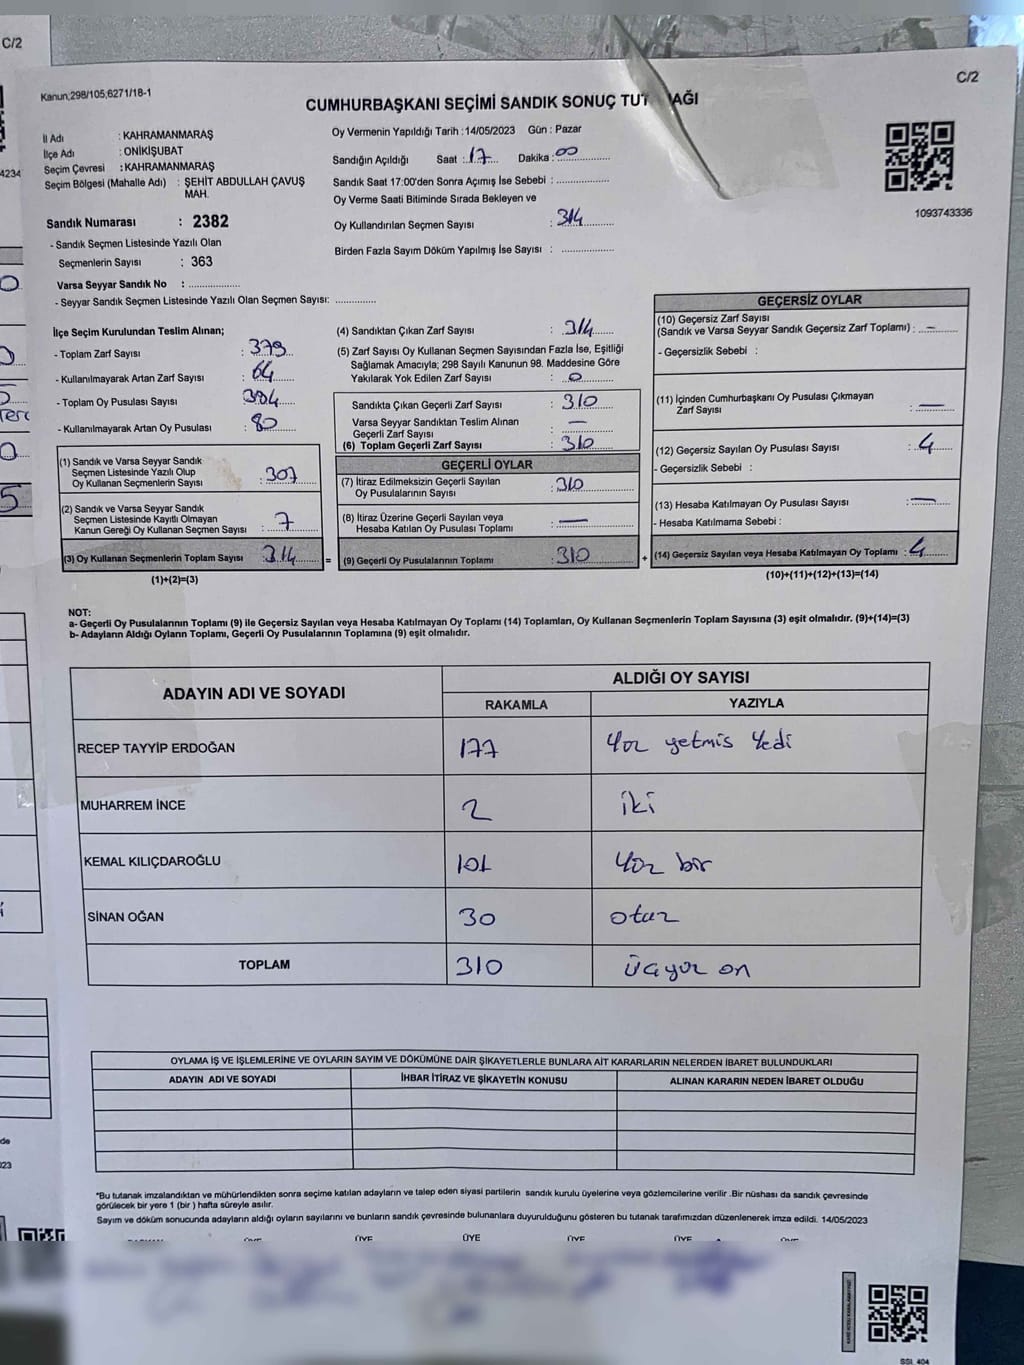 C/2
Kanun;298/105,6271/18-1
C/2
CUMHURBAŞKANI SEÇİMİ SANDIK SONUÇ TUT AĞI
İl Adı : KAHRAMANMARAŞ
İlçe Adı : ONİKİŞUBAT
Seçim Çevresi : KAHRAMANMARAŞ
Seçim Bölgesi (Mahalle Adı) : ŞEHİT ABDULLAH ÇAVUŞ
MAH.
Sandık Numarası : 2382
- Sandık Seçmen Listesinde Yazılı Olan
Seçmenlerin Sayısı : 363
Varsa Seyyar Sandık No : ..................
- Seyyar Sandık Seçmen Listesinde Yazılı Olan Seçmen Sayısı: ..............
Oy Vermenin Yapıldığı Tarih : 14/05/2023 Gün : Pazar
Sandığın Açıldığı Saat : 17 Dakika : 00
Sandık Saat 17:00'den Sonra Açımış İse Sebebi : ..................
Oy Verme Saati Bitiminde Sırada Bekleyen ve
Oy Kullandırılan Seçmen Sayısı : 314
Birden Fazla Sayım Döküm Yapılmış İse Sayısı : ..................
1093743336
İlçe Seçim Kurulundan Teslim Alınan;
- Toplam Zarf Sayısı : 379
- Kullanılmayarak Artan Zarf Sayısı : 64
- Toplam Oy Pusulası Sayısı : 394
- Kullanılmayarak Artan Oy Pusulası : 80
(1) Sandık ve Varsa Seyyar Sandık
Seçmen Listesinde Yazılı Olup
Oy Kullanan Seçmenlerin Sayısı : 307
(2) Sandık ve Varsa Seyyar Sandık
Seçmen Listesinde Kayıtlı Olmayan
Kanun Gereği Oy Kullanan Seçmen Sayısı : 7
(3) Oy Kullanan Seçmenlerin Toplam Sayısı : 314 =
(1)+(2)=(3)
(4) Sandıktan Çıkan Zarf Sayısı : 314
(5) Zarf Sayısı Oy Kullanan Seçmen Sayısından Fazla İse, Eşitliği
Sağlamak Amacıyla; 298 Sayılı Kanunun 98. Maddesine Göre
Yakılarak Yok Edilen Zarf Sayısı : 0
Sandıkta Çıkan Geçerli Zarf Sayısı : 310
Varsa Seyyar Sandıktan Teslim Alınan
Geçerli Zarf Sayısı : —
(6) Toplam Geçerli Zarf Sayısı : 310
GEÇERLİ OYLAR
(7) İtiraz Edilmeksizin Geçerli Sayılan
Oy Pusulalarının Sayısı : 310
(8) İtiraz Üzerine Geçerli Sayılan veya
Hesaba Katılan Oy Pusulası Toplamı : —
(9) Geçerli Oy Pusulalarının Toplamı : 310 +
GEÇERSİZ OYLAR
(10) Geçersiz Zarf Sayısı
(Sandık ve Varsa Seyyar Sandık Geçersiz Zarf Toplamı) : —
- Geçersizlik Sebebi :
(11) İçinden Cumhurbaşkanı Oy Pusulası Çıkmayan
Zarf Sayısı : —
(12) Geçersiz Sayılan Oy Pusulası Sayısı : 4
- Geçersizlik Sebebi :
(13) Hesaba Katılmayan Oy Pusulası Sayısı : —
- Hesaba Katılmama Sebebi :
(14) Geçersiz Sayılan veya Hesaba Katılmayan Oy Toplamı : 4
(10)+(11)+(12)+(13)=(14)
NOT:
a- Geçerli Oy Pusulalarının Toplamı (9) ile Geçersiz Sayılan veya Hesaba Katılmayan Oy Toplamı (14) Toplamları, Oy Kullanan Seçmenlerin Toplam Sayısına (3) eşit olmalıdır. (9)+(14)=(3)
b- Adayların Aldığı Oyların Toplamı, Geçerli Oy Pusulalarının Toplamına (9) eşit olmalıdır.
ADAYIN ADI VE SOYADI
ALDIĞI OY SAYISI
RAKAMLA YAZIYLA
RECEP TAYYİP ERDOĞAN 177 Yüz yetmis Yedi
MUHARREM İNCE 2 iki
KEMAL KILIÇDAROĞLU 101 Yüz bir
SİNAN OĞAN 30 otuz
TOPLAM 310 üçyüz on
OYLAMA İŞ VE İŞLEMLERİNE VE OYLARIN SAYIM VE DÖKÜMÜNE DAİR ŞİKAYETLERLE BUNLARA AİT KARARLARIN NELERDEN İBARET BULUNDUKLARI
ADAYIN ADI VE SOYADI İHBAR İTİRAZ VE ŞİKAYETİN KONUSU ALINAN KARARIN NEDEN İBARET OLDUĞU
*Bu tutanak imzalandıktan ve mühürlendikten sonra seçime katılan adayların ve talep eden siyasi partilerin sandık kurulu üyelerine veya gözlemcilerine verilir .Bir nüshası da sandık çevresinde
görülecek bir yere 1 (bir ) hafta süreyle asılır.
Sayım ve döküm sonucunda adayların aldığı oyların sayılarını ve bunların sandık çevresinde bulunanlara duyurulduğunu gösteren bu tutanak tarafımızdan düzenlenerek imza edildi. 14/05/2023
ÜYE ÜYE ÜYE ÜYE
SSI 404